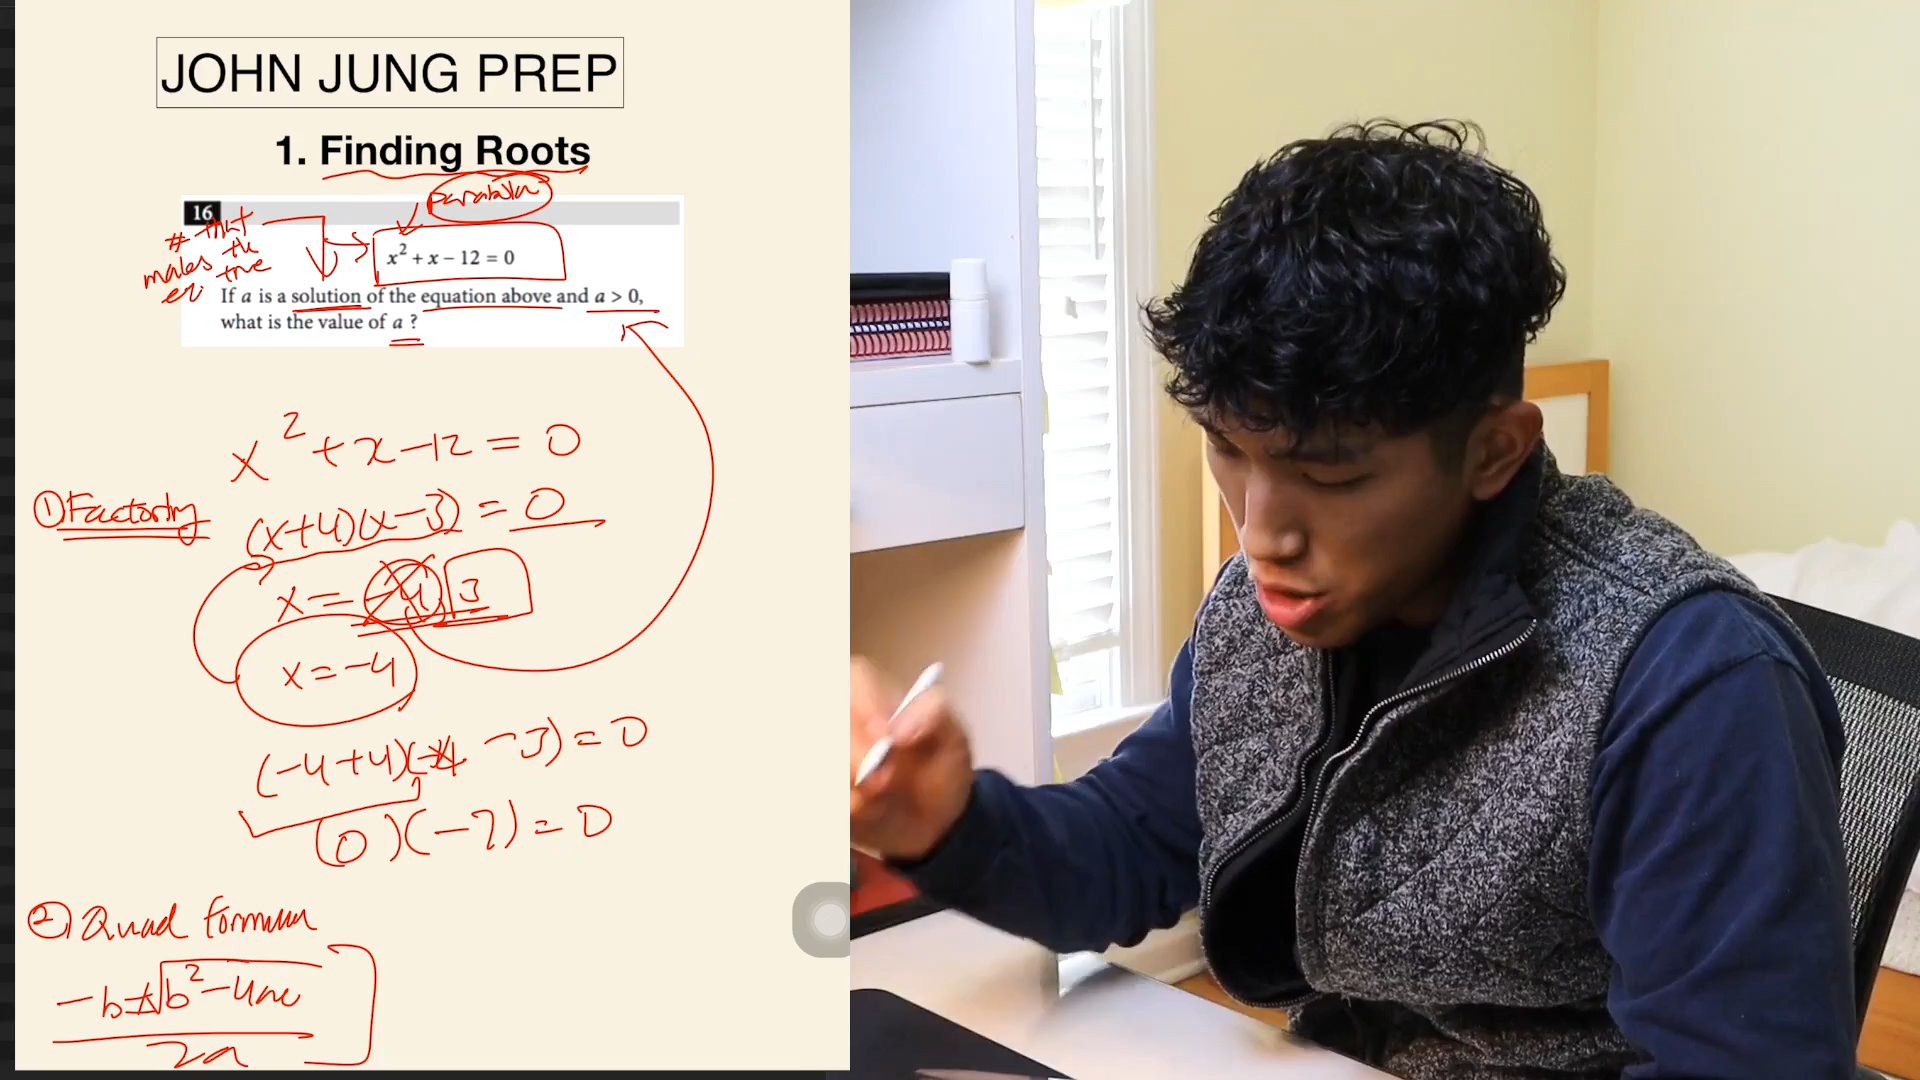 JOHN JUNG PREP
1. Finding Roots
parabola
16
# that
makes the
eq. true
x² + x − 12 = 0
If a is a solution of the equation above and a > 0,
what is the value of a ?
x² + x − 12 = 0
① Factoring
(x+4)(x−3) = 0
x = −4, 3
x = −4
(−4+4)(−4 −3) = 0
(0)(−7) = 0
② Quad formula
−b±√b²−4ac
2a